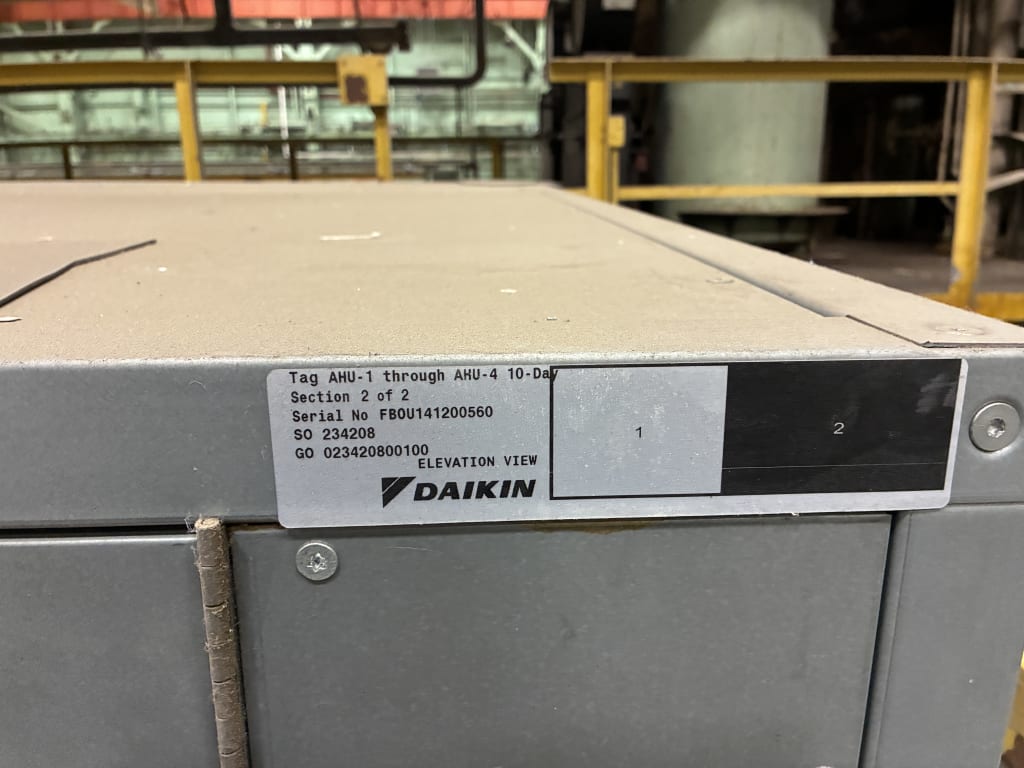 Tag AHU-1 through AHU-4 10-Day
Section 2 of 2
Serial No FBOU141200560
SO 234208
GO 023420800100
ELEVATION VIEW
DAIKIN
1
2